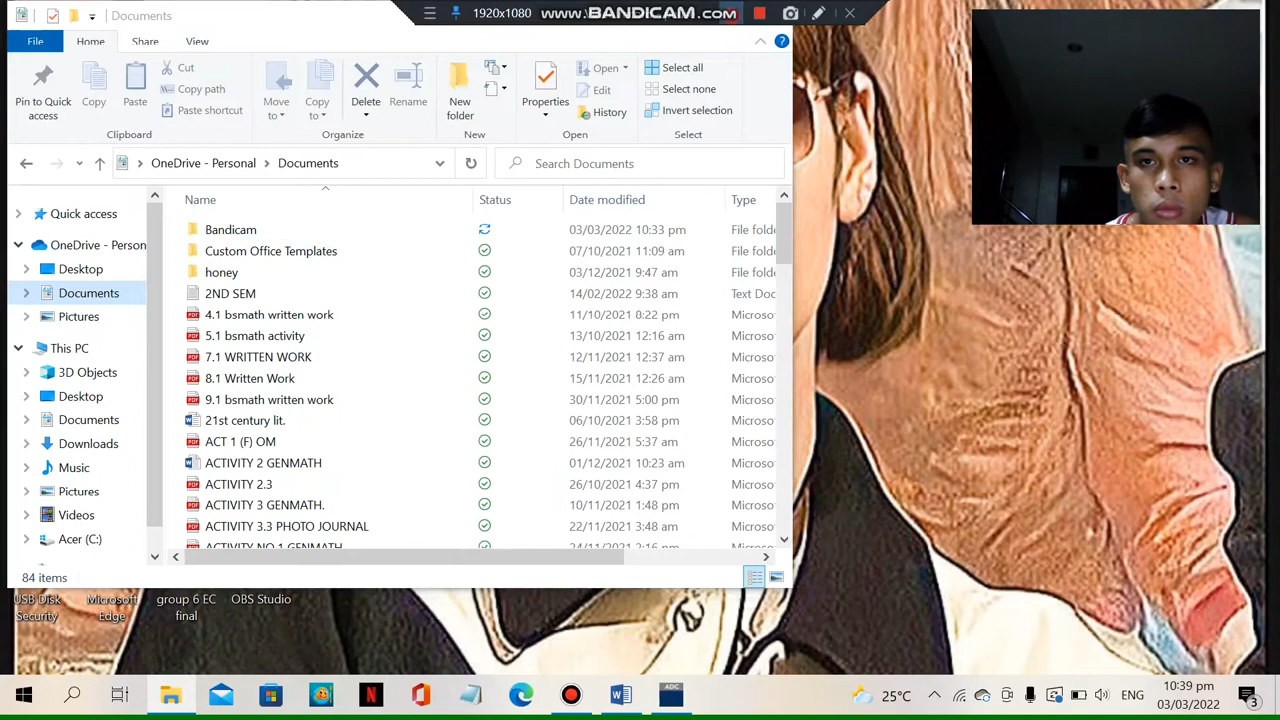 Documents
1920x1080
www.BANDICAM.com
File
Home
Share
View
Pin to Quick access
Copy
Paste
Cut
Copy path
Paste shortcut
Clipboard
Move to
Copy to
Delete
Rename
Organize
New folder
New
Properties
Open
Edit
History
Open
Select all
Select none
Invert selection
Select
OneDrive - Personal
Documents
Search Documents
Name
Status
Date modified
Type
Quick access
OneDrive - Person
Desktop
Documents
Pictures
This PC
3D Objects
Desktop
Documents
Downloads
Music
Pictures
Videos
Acer (C:)
Bandicam 03/03/2022 10:33 pm File folde
Custom Office Templates 07/10/2021 11:09 am File folde
honey 03/12/2021 9:47 am File folde
2ND SEM 14/02/2022 9:38 am Text Doc
4.1 bsmath written work 11/10/2021 8:22 pm Microso
5.1 bsmath activity 13/10/2021 12:16 am Microso
7.1 WRITTEN WORK 12/11/2021 12:37 am Microso
8.1 Written Work 15/11/2021 12:26 am Microso
9.1 bsmath written work 30/11/2021 5:00 pm Microso
21st century lit. 06/10/2021 3:58 pm Microso
ACT 1 (F) OM 26/11/2021 5:37 am Microso
ACTIVITY 2 GENMATH 01/12/2021 10:23 am Microso
ACTIVITY 2.3 26/10/2021 4:37 pm Microso
ACTIVITY 3 GENMATH. 10/11/2021 1:48 pm Microso
ACTIVITY 3.3 PHOTO JOURNAL 22/11/2021 3:48 am Microso
ACTIVITY NO.1 GENMATH 24/11/2021 2:16 pm Microso
84 items
USB Disk Security
Microsoft Edge
group 6 EC final
OBS Studio
ADC
25°C
ENG
10:39 pm
03/03/2022
3